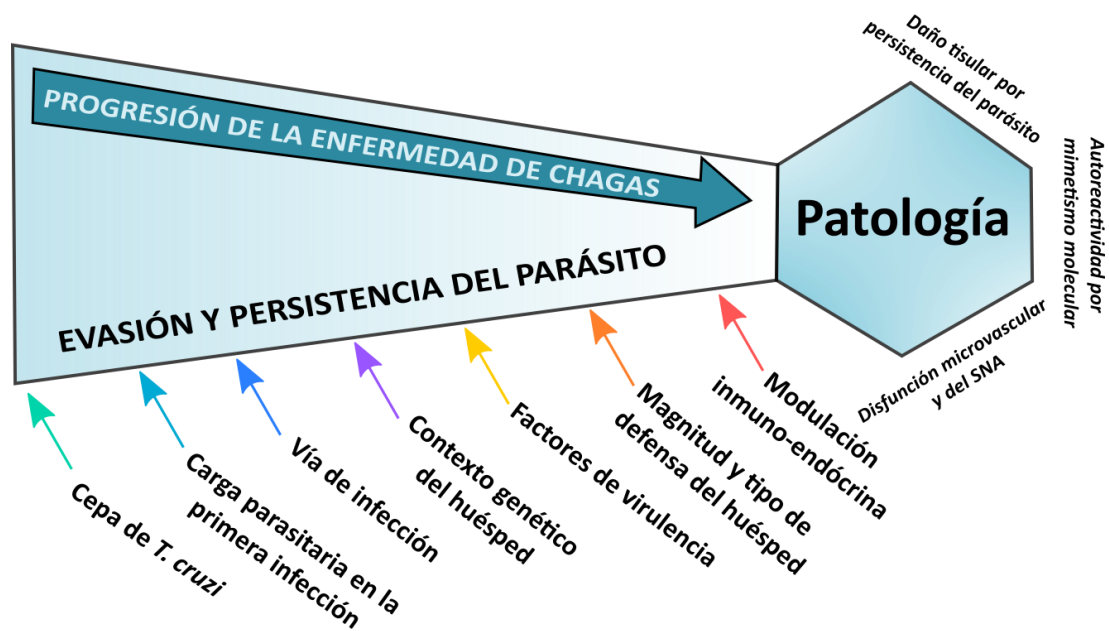 PROGRESIÓN DE LA ENFERMEDAD DE CHAGAS
EVASIÓN Y PERSISTENCIA DEL PARÁSITO
Patología
Daño tisular por
persistencia del parásito
Autoreactividad por
mimetismo molecular
Disfunción microvascular
y del SNA
Cepa de T. cruzi
Carga parasitaria en la
primera infección
Vía de infección
Contexto genético
del huésped
Factores de virulencia
Magnitud y tipo de
defensa del huésped
Modulación
inmuno-endócrina